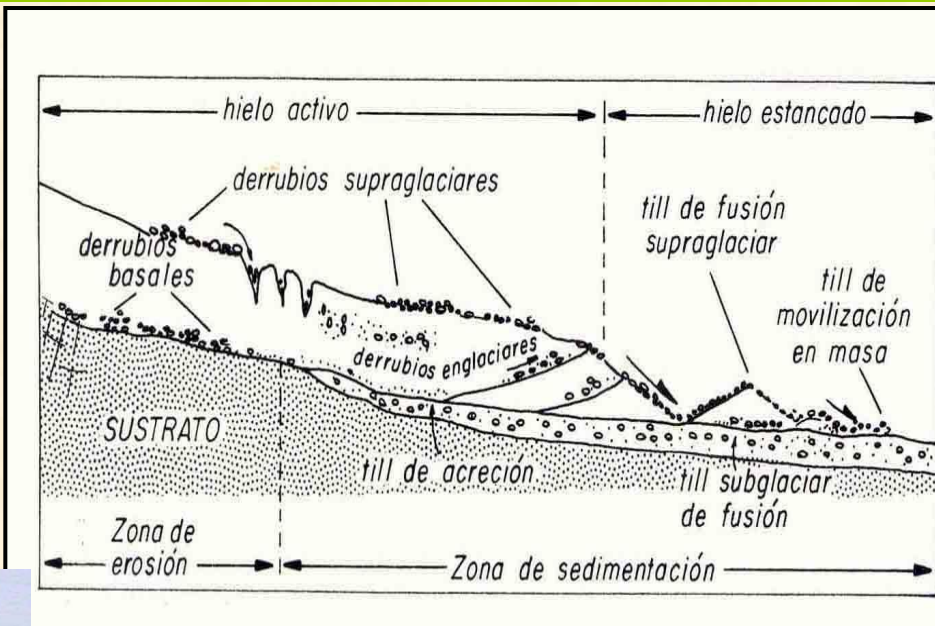 hielo activo
hielo estancado
derrubios supraglaciares
till de fusión
supraglaciar
derrubios
basales
till de
movilización
en masa
derrubios englaciares
SUSTRATO
till de acreción
till subglaciar
de fusión
Zona de
erosión
Zona de sedimentación